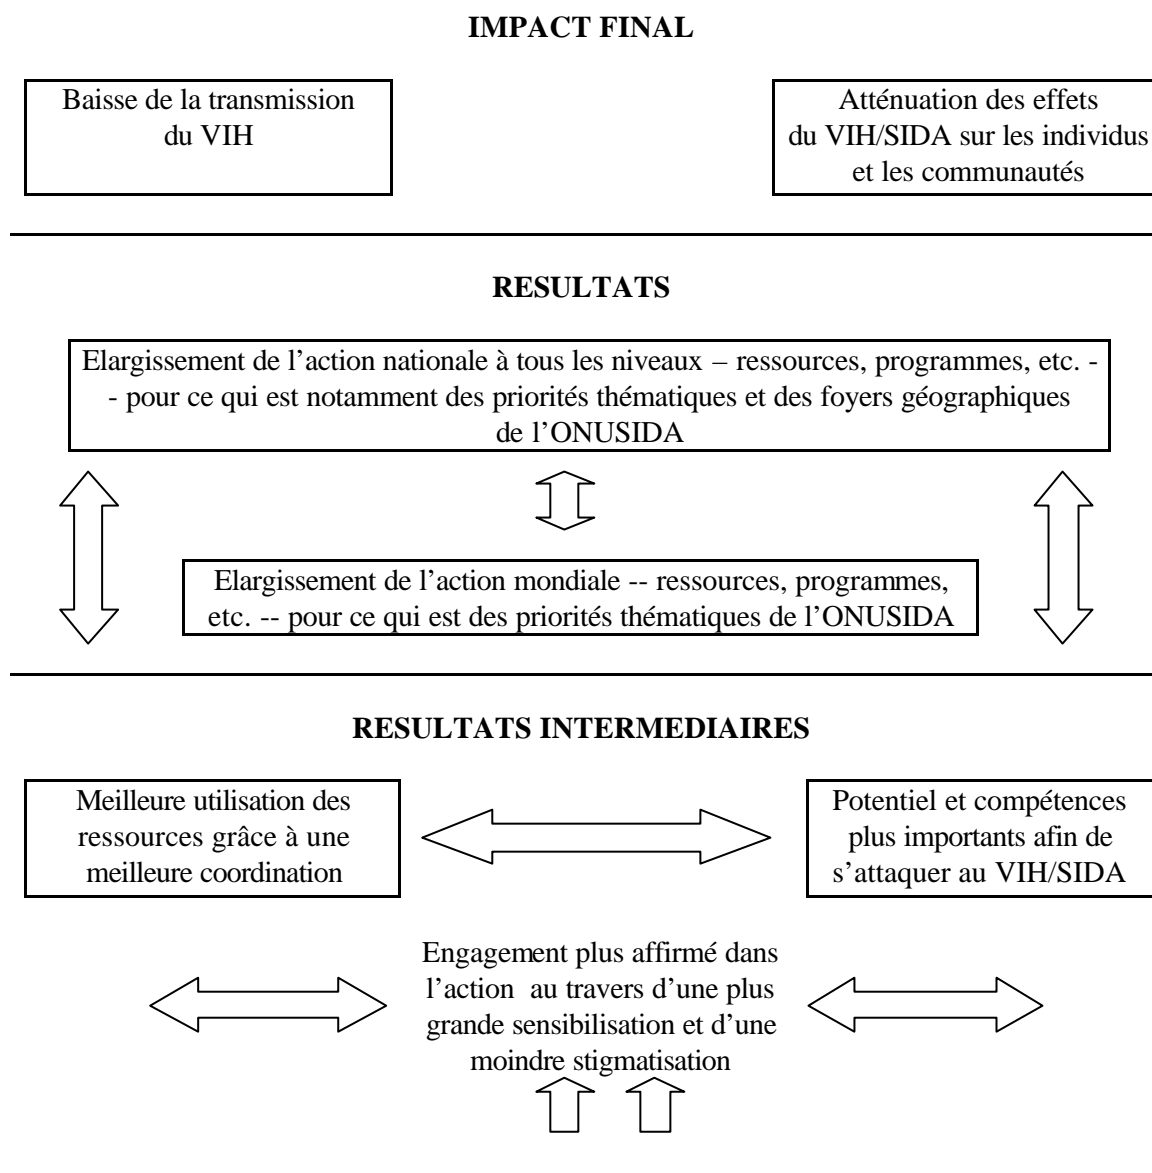 IMPACT FINAL
Baisse de la transmission
du VIH
Atténuation des effets
du VIH/SIDA sur les individus
et les communautés
RESULTATS
Elargissement de l’action nationale à tous les niveaux – ressources, programmes, etc. -
- pour ce qui est notamment des priorités thématiques et des foyers géographiques
de l’ONUSIDA
Elargissement de l’action mondiale -- ressources, programmes,
etc. -- pour ce qui est des priorités thématiques de l’ONUSIDA
RESULTATS INTERMEDIAIRES
Meilleure utilisation des
ressources grâce à une
meilleure coordination
Potentiel et compétences
plus importants afin de
s’attaquer au VIH/SIDA
Engagement plus affirmé dans
l’action au travers d’une plus
grande sensibilisation et d’une
moindre stigmatisation